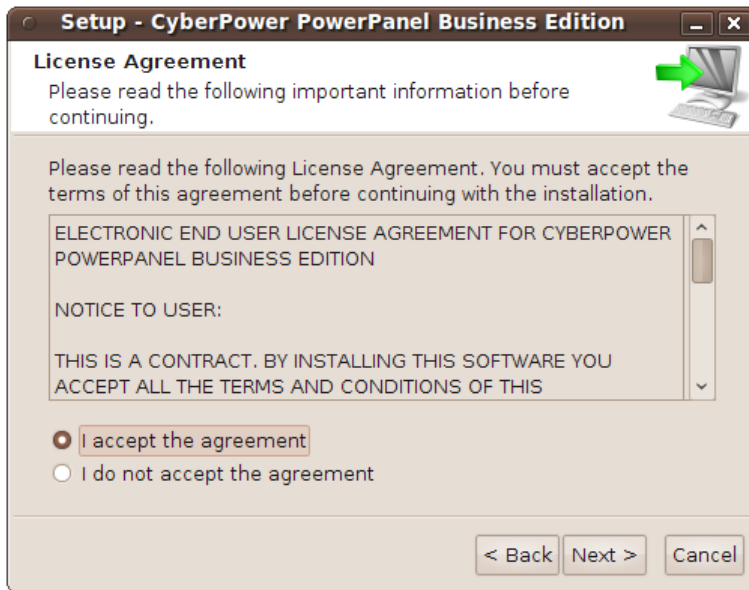 Setup - CyberPower PowerPanel Business Edition
License Agreement
Please read the following important information before
continuing.
Please read the following License Agreement. You must accept the
terms of this agreement before continuing with the installation.
ELECTRONIC END USER LICENSE AGREEMENT FOR CYBERPOWER
POWERPANEL BUSINESS EDITION
NOTICE TO USER:
THIS IS A CONTRACT. BY INSTALLING THIS SOFTWARE YOU
ACCEPT ALL THE TERMS AND CONDITIONS OF THIS
I accept the agreement
I do not accept the agreement
< Back Next > Cancel